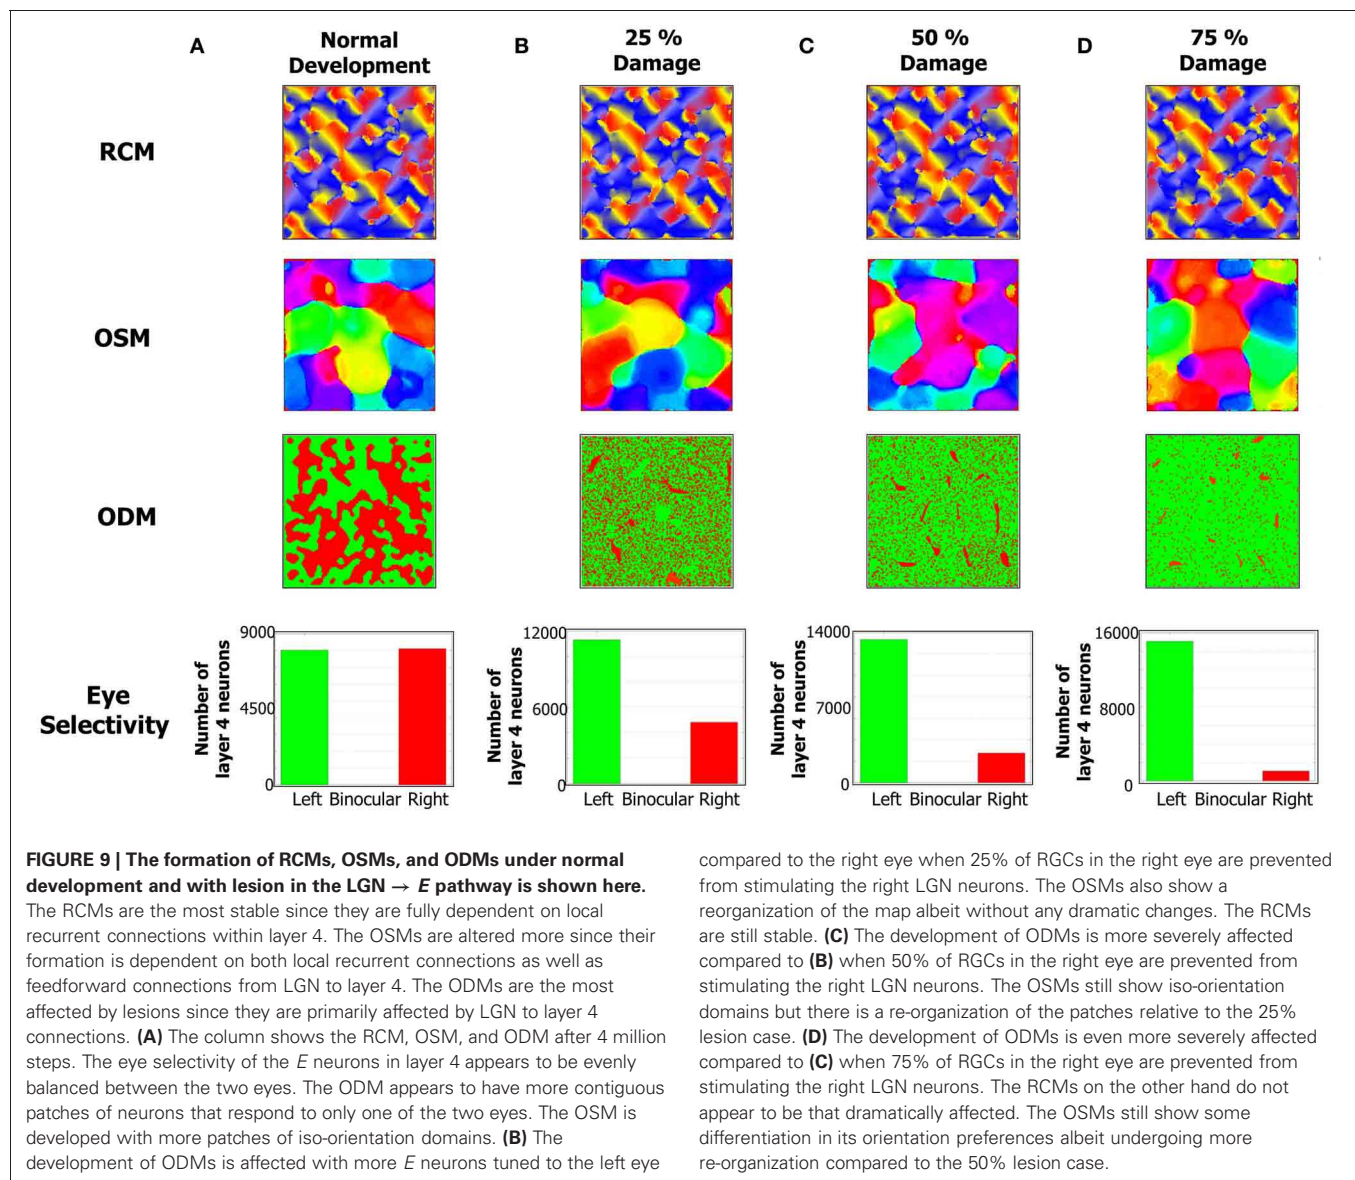 A
Normal
Development
B
25 %
Damage
C
50 %
Damage
D
75 %
Damage
RCM
OSM
ODM
Eye
Selectivity
Number of
layer 4 neurons
9000
4500
0
Left Binocular Right
Number of
layer 4 neurons
12000
6000
0
Left Binocular Right
Number of
layer 4 neurons
14000
7000
0
Left Binocular Right
Number of
layer 4 neurons
16000
8000
0
Left Binocular Right
FIGURE 9 | The formation of RCMs, OSMs, and ODMs under normal
development and with lesion in the LGN → E pathway is shown here.
The RCMs are the most stable since they are fully dependent on local
recurrent connections within layer 4. The OSMs are altered more since their
formation is dependent on both local recurrent connections as well as
feedforward connections from LGN to layer 4. The ODMs are the most
affected by lesions since they are primarily affected by LGN to layer 4
connections. (A) The column shows the RCM, OSM, and ODM after 4 million
steps. The eye selectivity of the E neurons in layer 4 appears to be evenly
balanced between the two eyes. The ODM appears to have more contiguous
patches of neurons that respond to only one of the two eyes. The OSM is
developed with more patches of iso-orientation domains. (B) The
development of ODMs is affected with more E neurons tuned to the left eye
compared to the right eye when 25% of RGCs in the right eye are prevented
from stimulating the right LGN neurons. The OSMs also show a
reorganization of the map albeit without any dramatic changes. The RCMs
are still stable. (C) The development of ODMs is more severely affected
compared to (B) when 50% of RGCs in the right eye are prevented from
stimulating the right LGN neurons. The OSMs still show iso-orientation
domains but there is a re-organization of the patches relative to the 25%
lesion case. (D) The development of ODMs is even more severely affected
compared to (C) when 75% of RGCs in the right eye are prevented from
stimulating the right LGN neurons. The RCMs on the other hand do not
appear to be that dramatically affected. The OSMs still show some
differentiation in its orientation preferences albeit undergoing more
re-organization compared to the 50% lesion case.